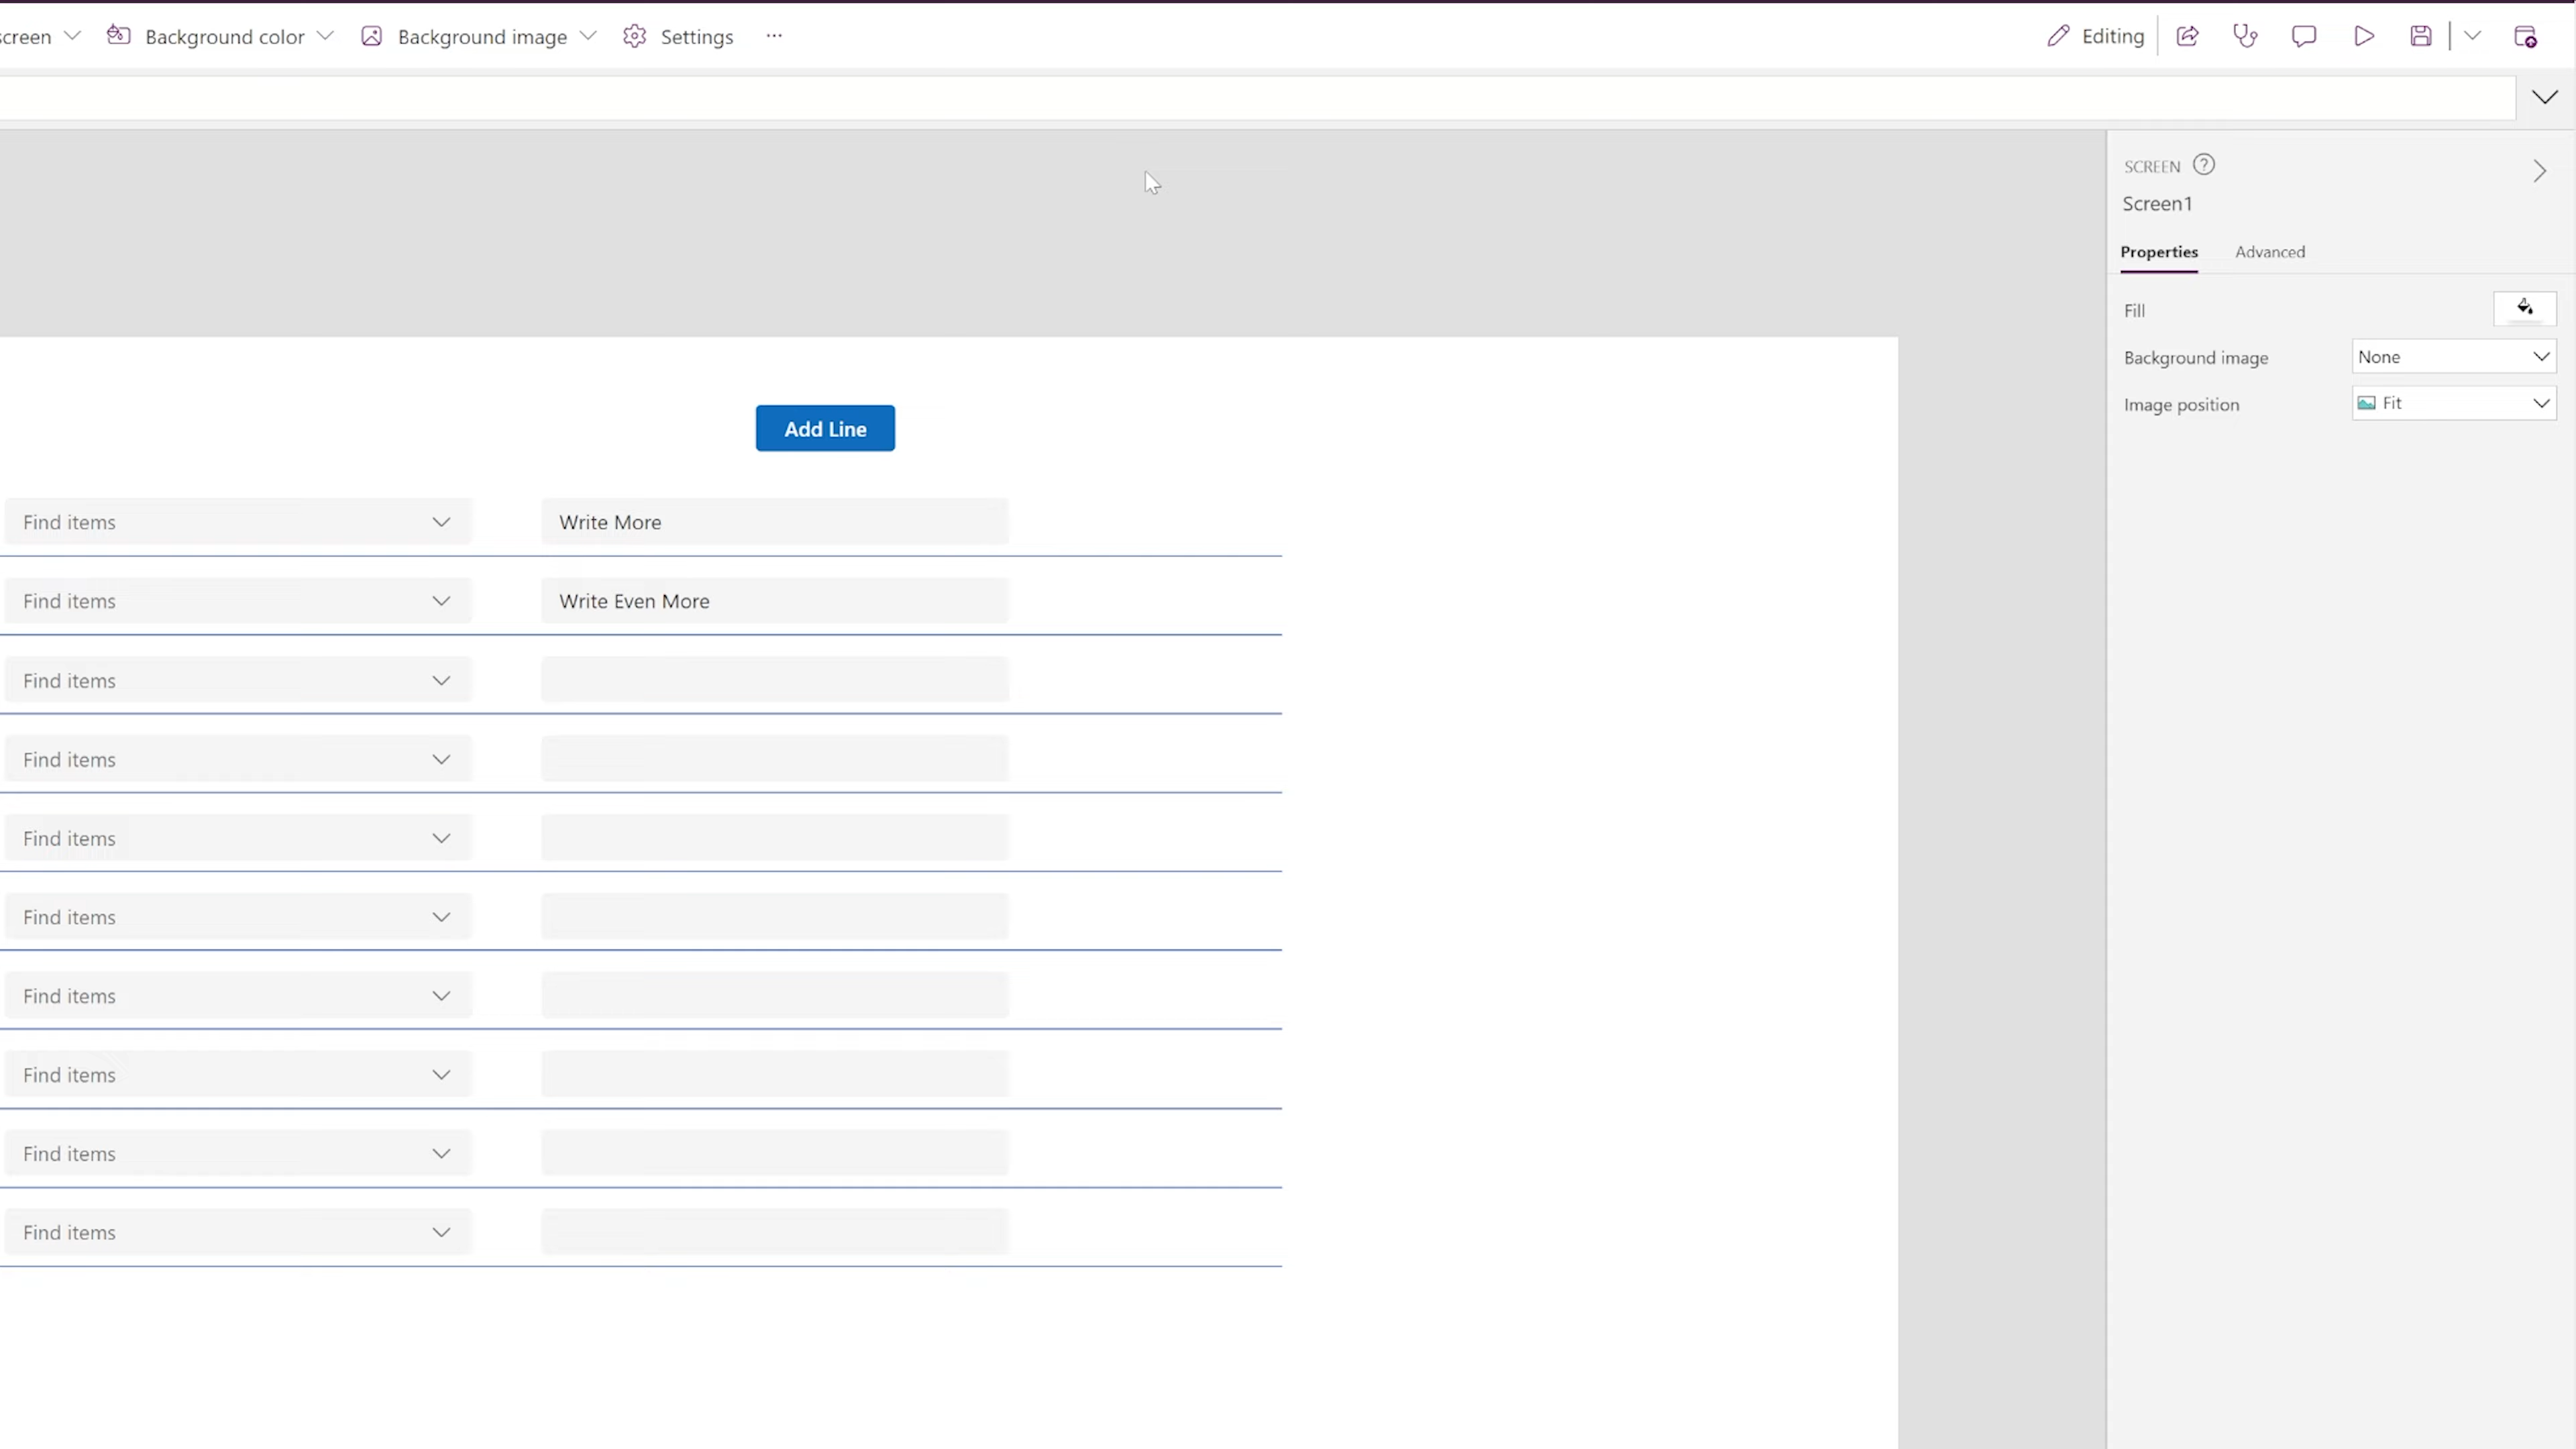 screen Background color Background image Settings ··· Editing
SCREEN
Screen1
Properties Advanced
Fill
Background image None
Image position Fit
Add Line
Find items Write More
Find items Write Even More
Find items
Find items
Find items
Find items
Find items
Find items
Find items
Find items